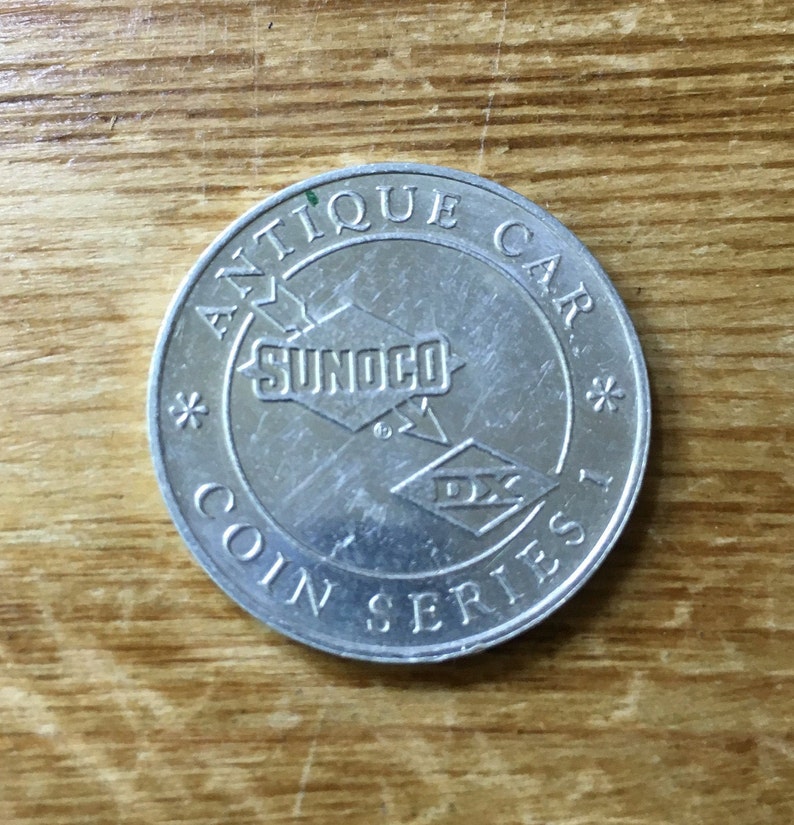 ANTIQUE CAR
SUNOCO
®
DX
COIN SERIES 1